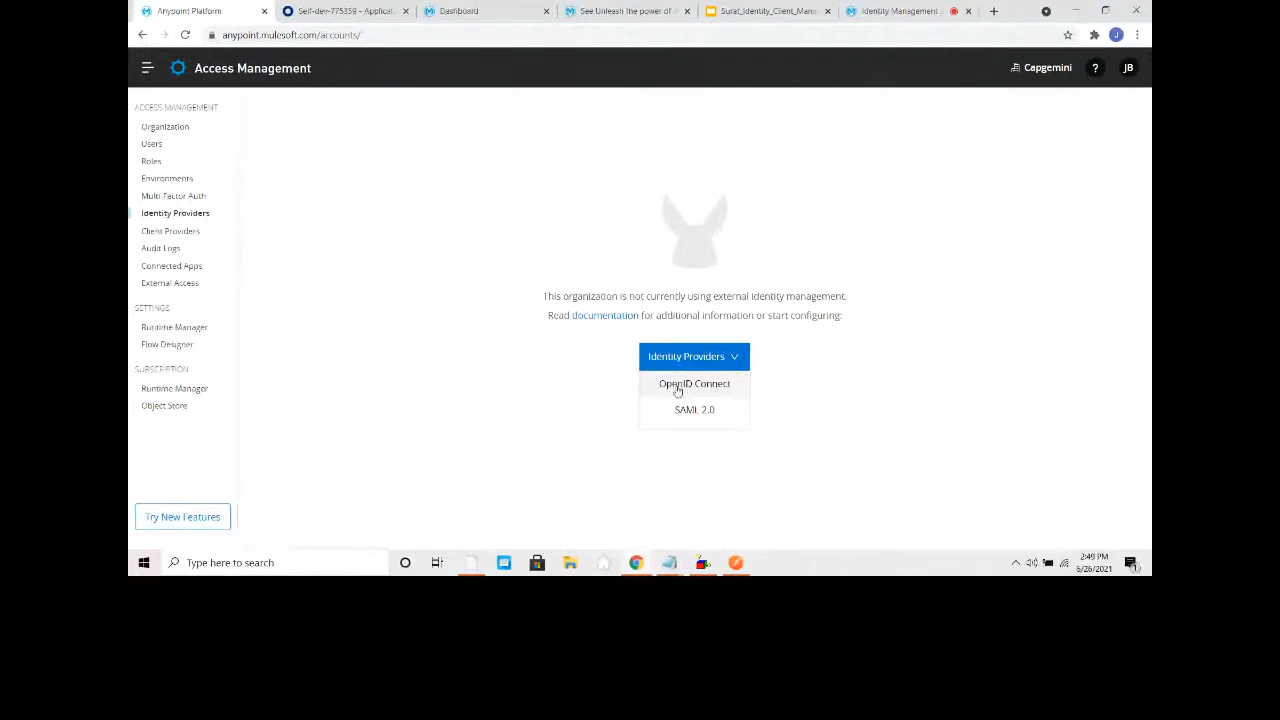 Anypoint Platform
Self-dev-775359 - Applicati
Dashboard
See Unleash the power of A
Surat_Identity_Client_Mana
Identity Management
anypoint.mulesoft.com/accounts/
J
Access Management
Capgemini
?
JB
ACCESS MANAGEMENT
Organization
Users
Roles
Environments
Multi Factor Auth
Identity Providers
Client Providers
Audit Logs
Connected Apps
External Access
SETTINGS
Runtime Manager
Flow Designer
SUBSCRIPTION
Runtime Manager
Object Store
Try New Features
This organization is not currently using external identity management.
Read documentation for additional information or start configuring:
Identity Providers
OpenID Connect
SAML 2.0
Type here to search
2:49 PM
6/26/2021